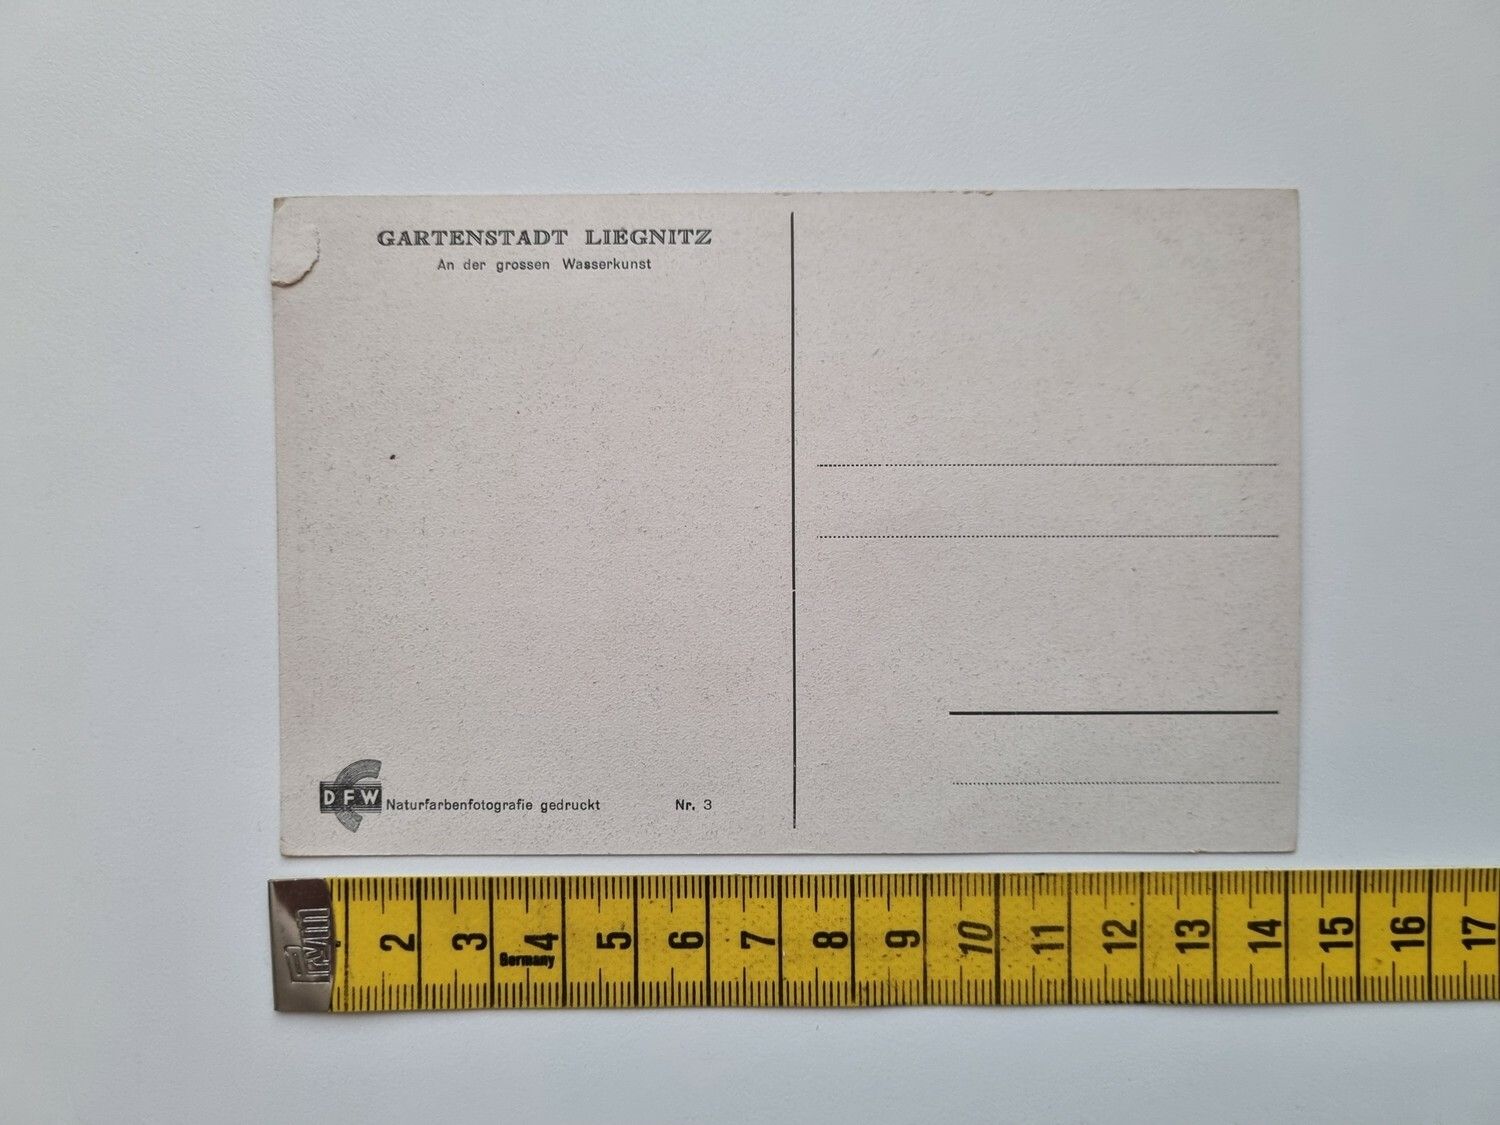 GARTENSTADT LIEGNITZ
An der grossen Wasserkunst
DFW Naturfarbenfotografie gedruckt Nr. 3
Prym
2 3 4 5 6 7 8 9 10 11 12 13 14 15 16 17
Germany